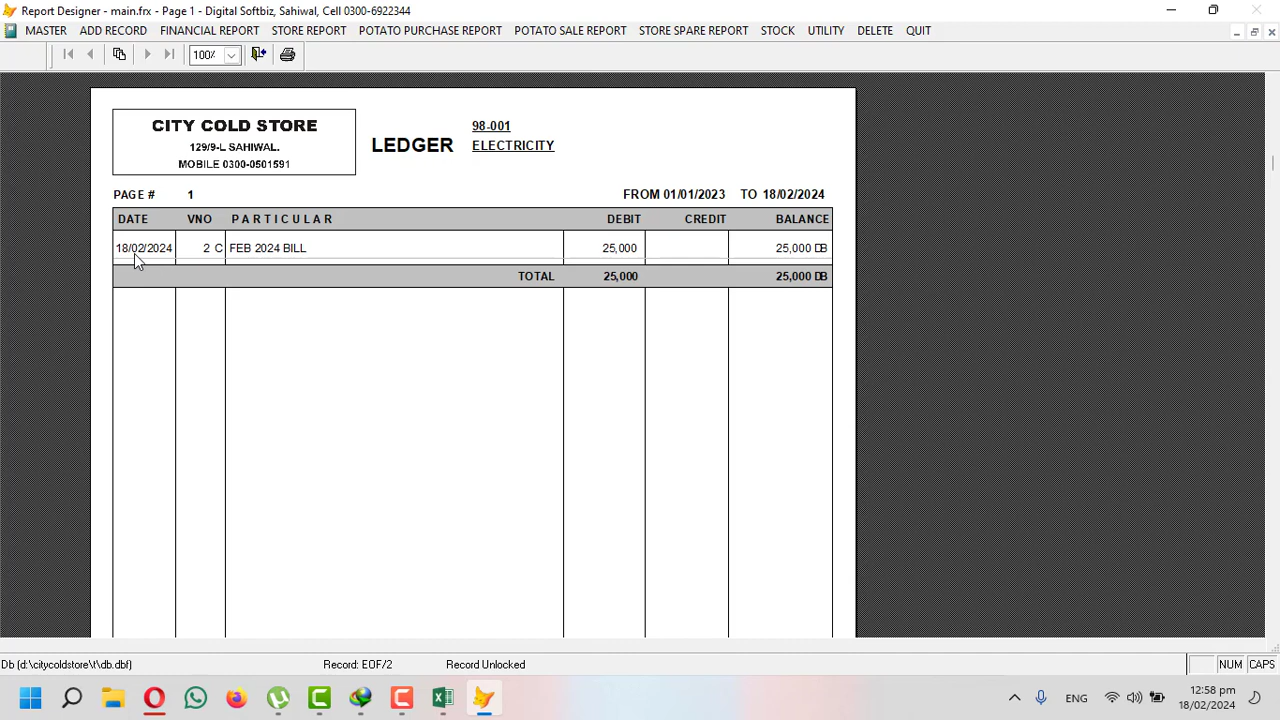 Report Designer - main.frx - Page 1 - Digital Softbiz, Sahiwal, Cell 0300-6922344
MASTER ADD RECORD FINANCIAL REPORT STORE REPORT POTATO PURCHASE REPORT POTATO SALE REPORT STORE SPARE REPORT STOCK UTILITY DELETE QUIT
100%
CITY COLD STORE
129/9-L SAHIWAL.
MOBILE 0300-0501591
LEDGER
98-001
ELECTRICITY
PAGE # 1 FROM 01/01/2023 TO 18/02/2024
DATE VNO PARTICULAR DEBIT CREDIT BALANCE
18/02/2024 2 C FEB 2024 BILL 25,000 25,000 DB
TOTAL 25,000 25,000 DB
Db (d:\citycoldstore\t\db.dbf) Record: EOF/2 Record Unlocked NUM CAPS
ENG 12:58 pm
18/02/2024